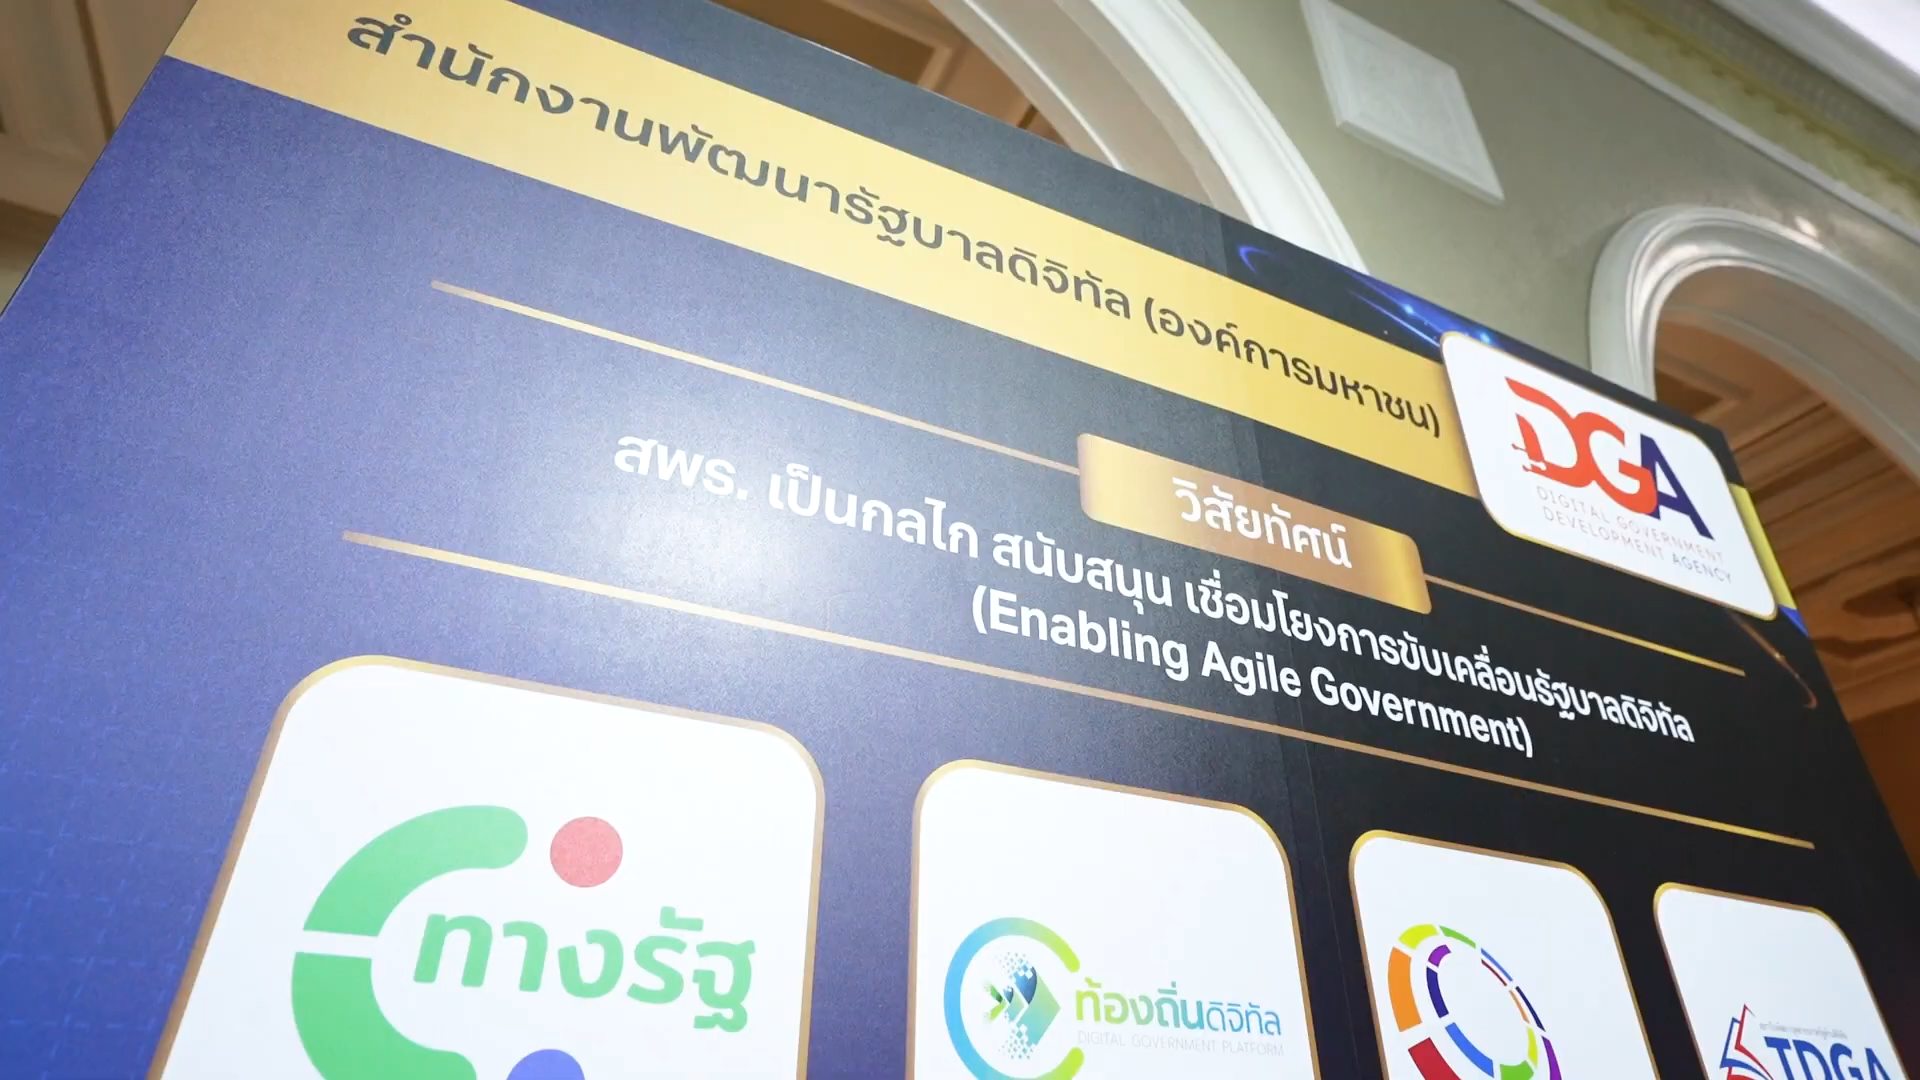 สำนักงานพัฒนารัฐบาลดิจิทัล (องค์การมหาชน)
DGA
DIGITAL GOVERNMENT
DEVELOPMENT AGENCY
วิสัยทัศน์
สพร. เป็นกลไก สนับสนุน เชื่อมโยงการขับเคลื่อนรัฐบาลดิจิทัล
(Enabling Agile Government)
ทางรัฐ
ท้องถิ่นดิจิทัล
DIGITAL GOVERNMENT PLATFORM
TDGA